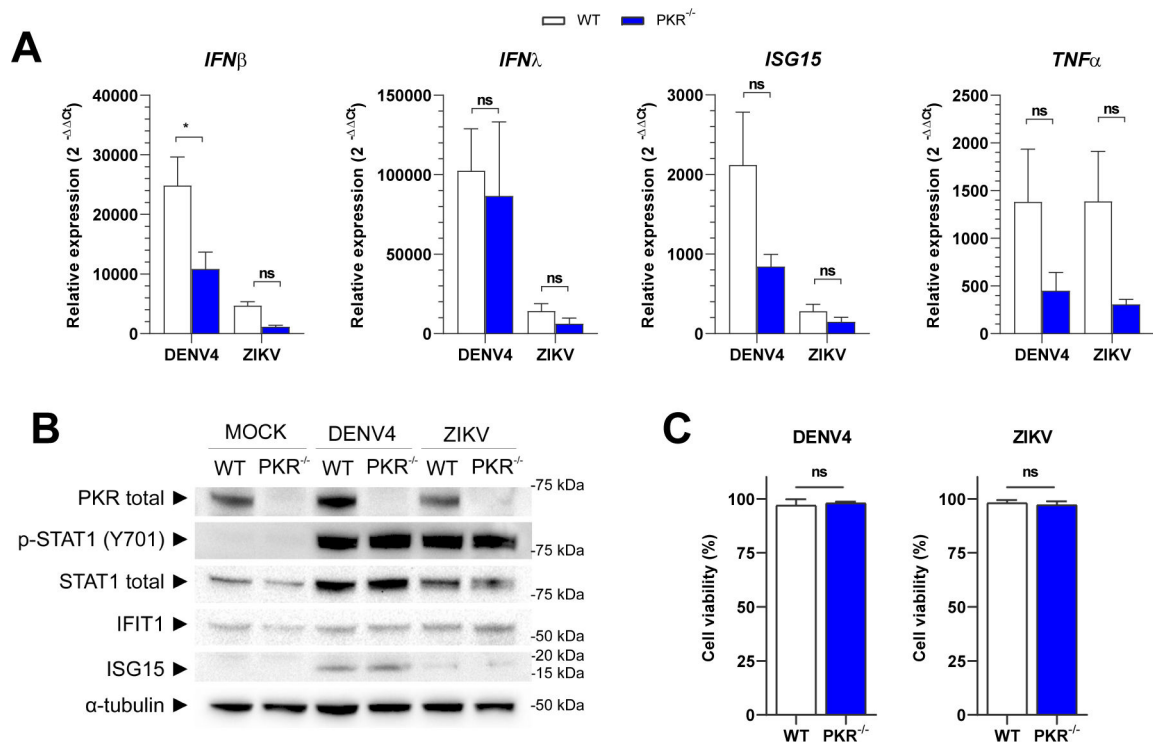 WT PKR-/-
A
IFNβ
Relative expression (2 -ΔΔCt)
40000
30000
20000
10000
0
*
ns
DENV4 ZIKV
IFNλ
Relative expression (2 -ΔΔCt)
150000
100000
50000
0
ns
ns
DENV4 ZIKV
ISG15
Relative expression (2 -ΔΔCt)
3000
2000
1000
0
ns
ns
DENV4 ZIKV
TNFα
Relative expression (2 -ΔΔCt)
2500
2000
1500
1000
500
0
ns
ns
DENV4 ZIKV
B
MOCK DENV4 ZIKV
WT PKR-/- WT PKR-/- WT PKR-/-
PKR total
-75 kDa
p-STAT1 (Y701)
-75 kDa
STAT1 total
-75 kDa
IFIT1
-50 kDa
ISG15
-20 kDa
-15 kDa
α-tubulin
-50 kDa
C
DENV4
Cell viability (%)
100
75
50
25
0
ns
WT PKR-/-
ZIKV
Cell viability (%)
100
75
50
25
0
ns
WT PKR-/-